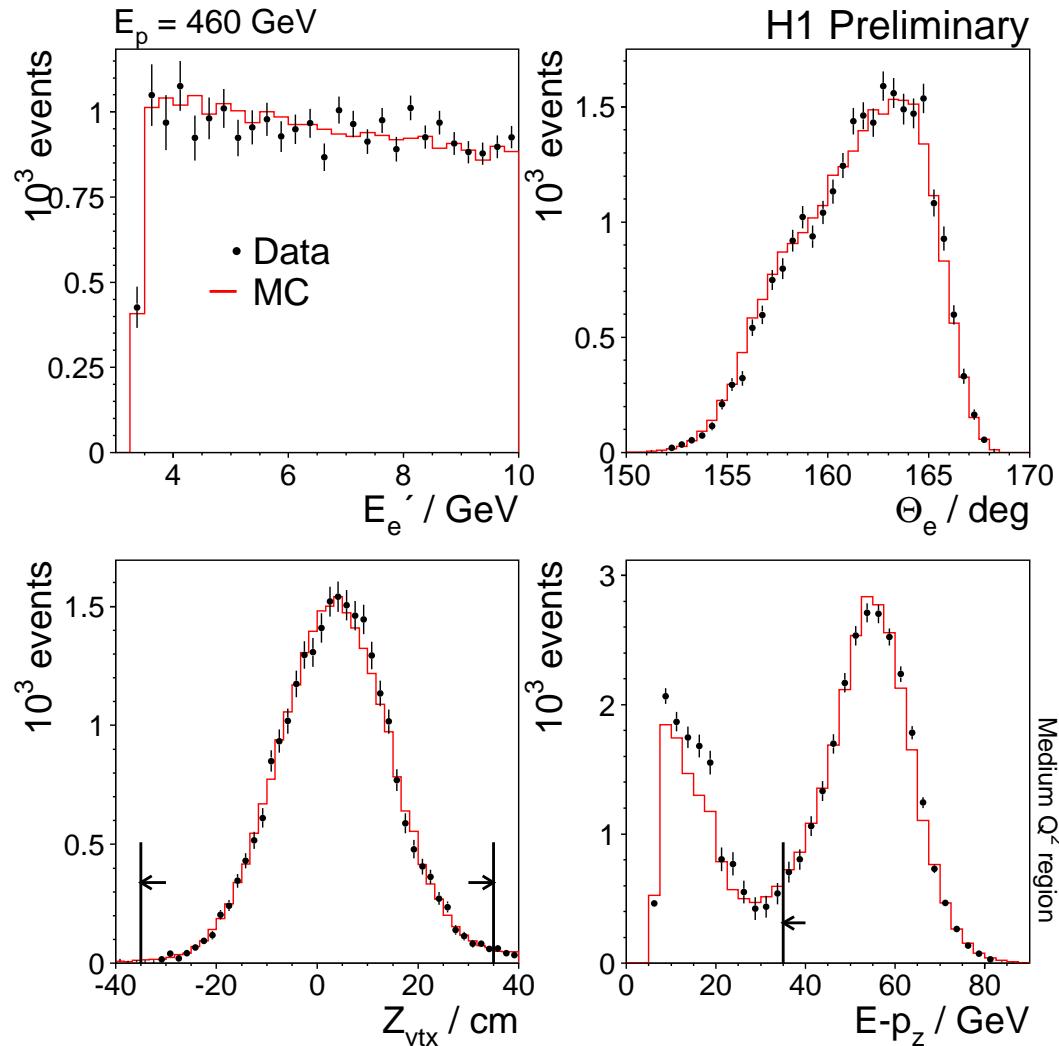 E_p = 460 GeV
H1 Preliminary
10^3 events
1
0.75
0.5
0.25
0
4 6 8 10
E_e´ / GeV
Data
MC
10^3 events
1.5
1
0.5
0
150 155 160 165 170
Θ_e / deg
10^3 events
1.5
1
0.5
0
-40 -20 0 20 40
Z_vtx / cm
10^3 events
3
2
1
0
0 20 40 60 80
E-p_z / GeV
Medium Q² region